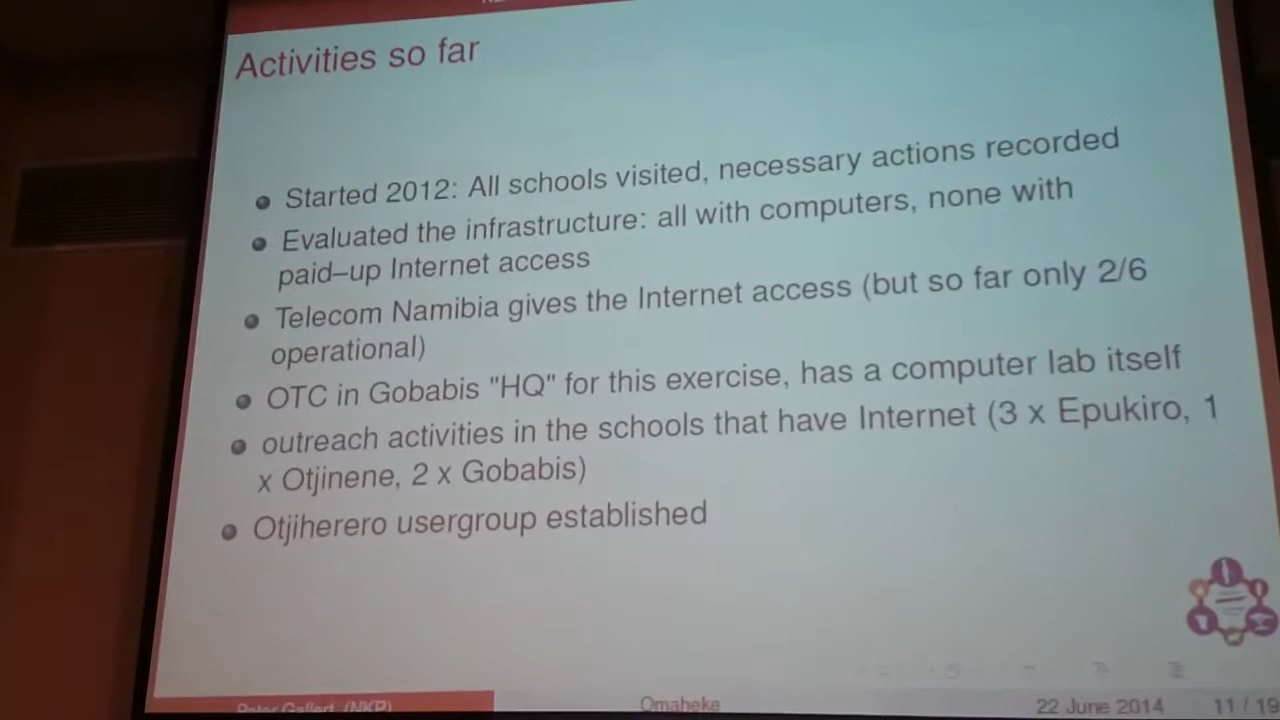 Activities so far
Started 2012: All schools visited, necessary actions recorded
Evaluated the infrastructure: all with computers, none with
paid–up Internet access
Telecom Namibia gives the Internet access (but so far only 2/6
operational)
OTC in Gobabis "HQ" for this exercise, has a computer lab itself
outreach activities in the schools that have Internet (3 x Epukiro, 1
x Otjinene, 2 x Gobabis)
Otjiherero usergroup established
Peter Gallert (NKP) Omaheke 22 June 2014 11 / 19